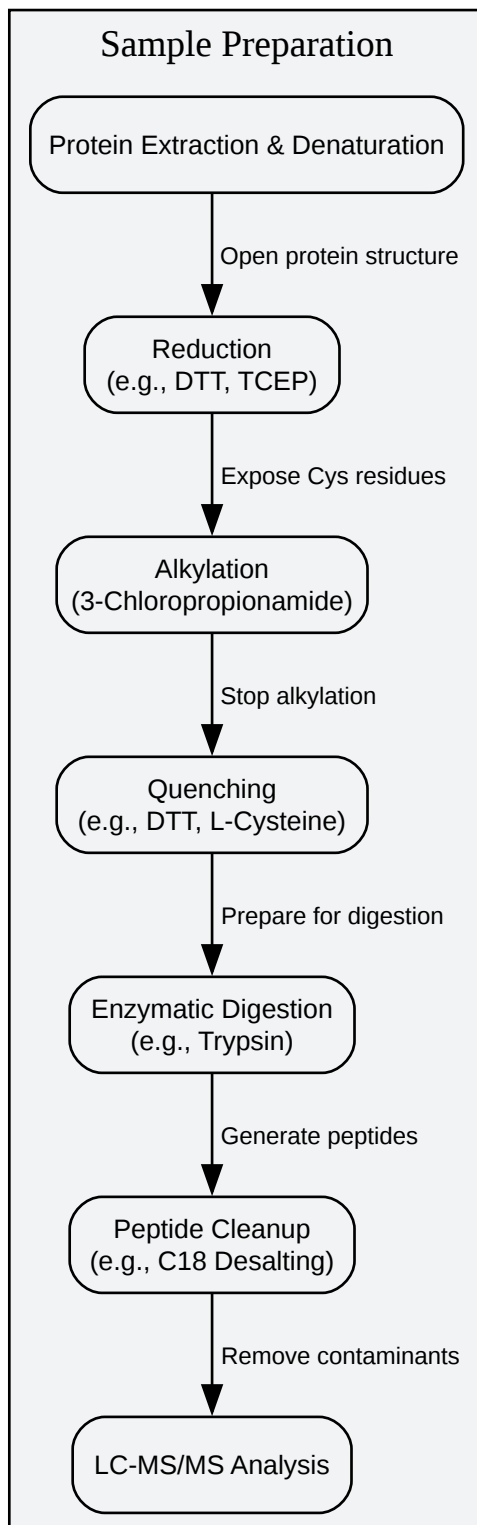 Sample Preparation
Protein Extraction & Denaturation
Open protein structure
Reduction
(e.g., DTT, TCEP)
Expose Cys residues
Alkylation
(3-Chloropropionamide)
Stop alkylation
Quenching
(e.g., DTT, L-Cysteine)
Prepare for digestion
Enzymatic Digestion
(e.g., Trypsin)
Generate peptides
Peptide Cleanup
(e.g., C18 Desalting)
Remove contaminants
LC-MS/MS Analysis